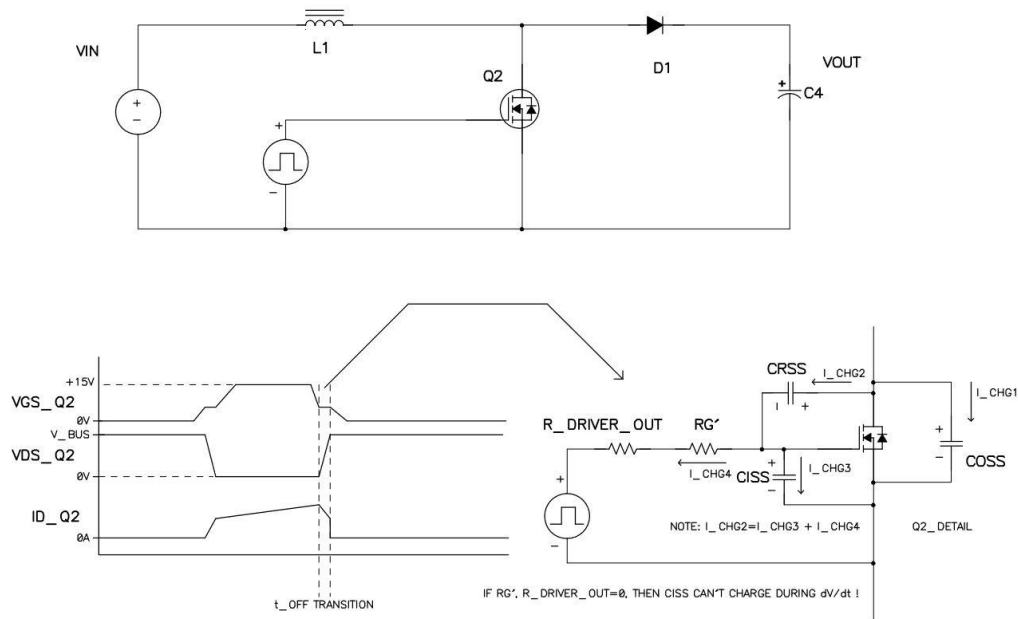 VIN
L1
Q2
D1
VOUT
+
C4
+
-
+
-
+15V
VGS_Q2
0V
V_BUS
VDS_Q2
0V
ID_Q2
0A
t_OFF TRANSITION
CRSS
I_CHG2
I_CHG1
R_DRIVER_OUT
RG'
I_CHG4
CISS
I_CHG3
COSS
NOTE: I_CHG2=I_CHG3 + I_CHG4
Q2_DETAIL
IF RG', R_DRIVER_OUT=0, THEN CISS CAN'T CHARGE DURING dV/dt !